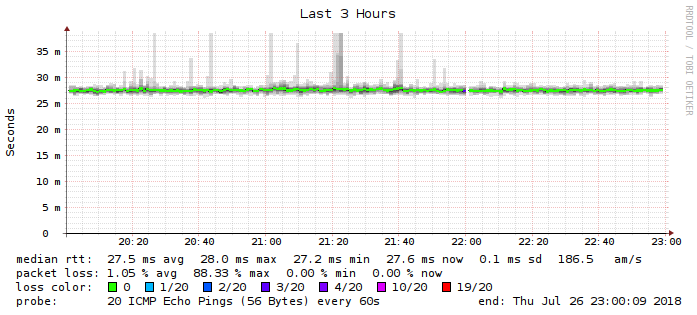 Last 3 Hours
RRDTOOL / TOBI OETIKER
Seconds
35 m
30 m
25 m
20 m
15 m
10 m
5 m
0
20:20 20:40 21:00 21:20 21:40 22:00 22:20 22:40 23:00
median rtt: 27.5 ms avg 28.0 ms max 27.2 ms min 27.6 ms now 0.1 ms sd 186.5 am/s
packet loss: 1.05 % avg 88.33 % max 0.00 % min 0.00 % now
loss color: 0 1/20 2/20 3/20 4/20 10/20 19/20
probe: 20 ICMP Echo Pings (56 Bytes) every 60s end: Thu Jul 26 23:00:09 2018